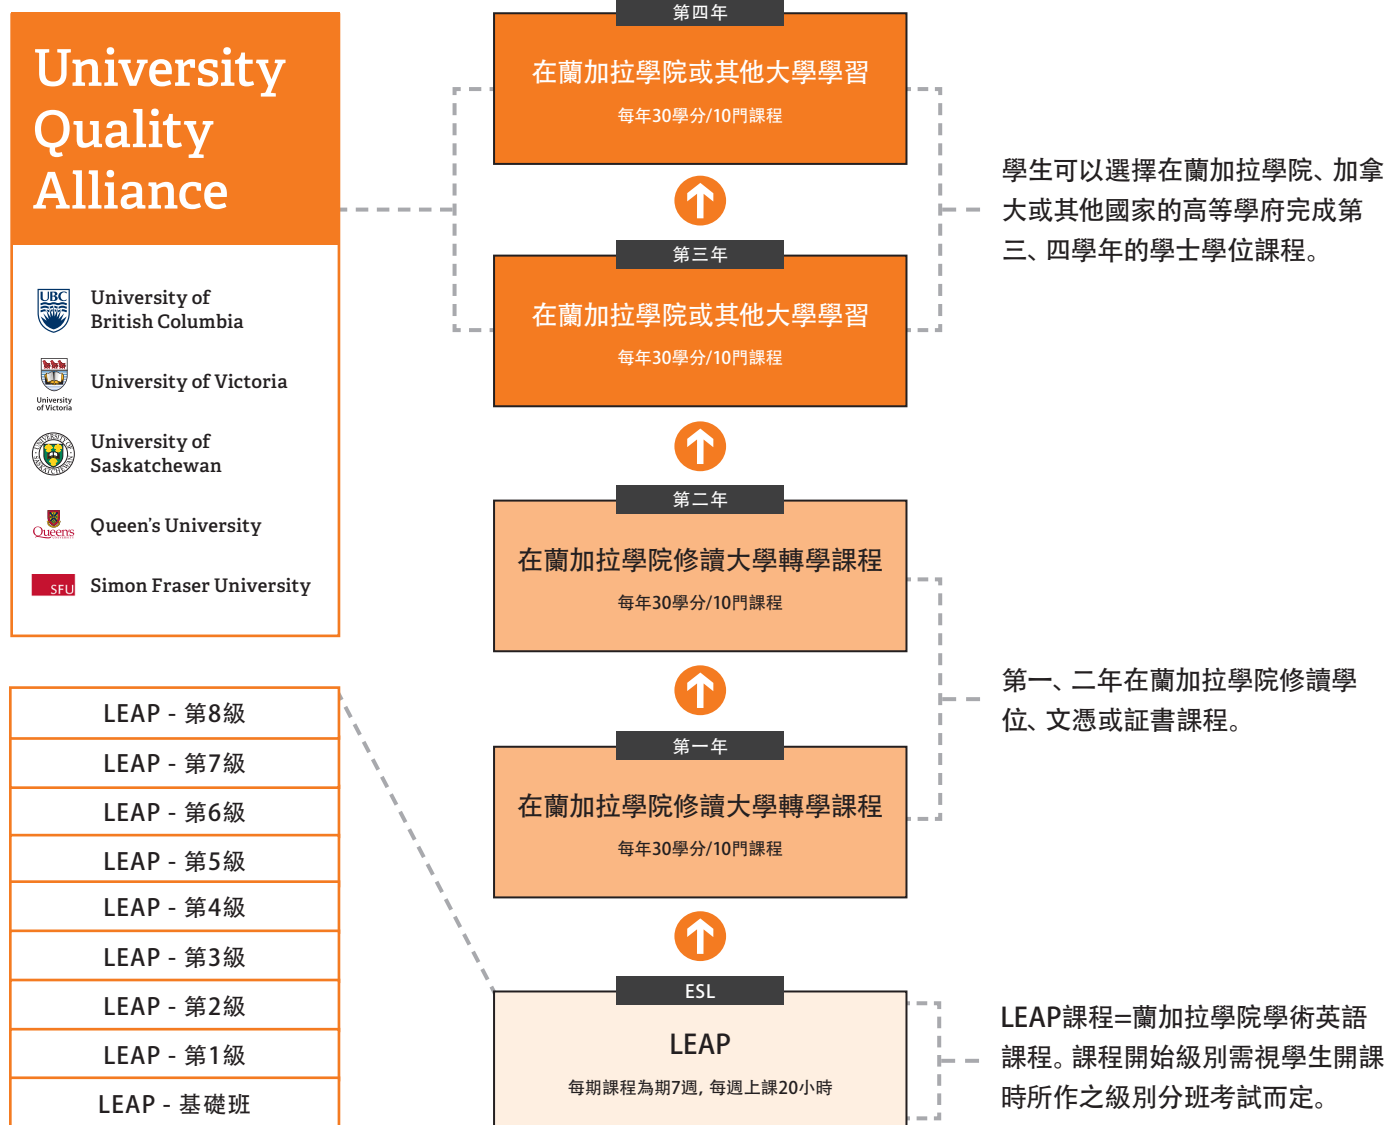 University
Quality
Alliance
UBC
University of
British Columbia
University
of Victoria
University of Victoria
University of
Saskatchewan
Queen's
Queen's University
SFU
Simon Fraser University
LEAP - 第8級
LEAP - 第7級
LEAP - 第6級
LEAP - 第5級
LEAP - 第4級
LEAP - 第3級
LEAP - 第2級
LEAP - 第1級
LEAP - 基礎班
第四年
在蘭加拉學院或其他大學學習
每年30學分/10門課程
第三年
在蘭加拉學院或其他大學學習
每年30學分/10門課程
第二年
在蘭加拉學院修讀大學轉學課程
每年30學分/10門課程
第一年
在蘭加拉學院修讀大學轉學課程
每年30學分/10門課程
ESL
LEAP
每期課程為期7週, 每週上課20小時
學生可以選擇在蘭加拉學院、加拿
大或其他國家的高等學府完成第
三、四學年的學士學位課程。
第一、二年在蘭加拉學院修讀學
位、文憑或証書課程。
LEAP課程=蘭加拉學院學術英語
課程。課程開始級別需視學生開課
時所作之級別分班考試而定。